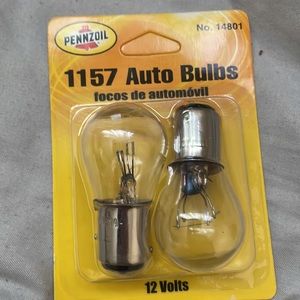 PENNZOIL
No. 14801
1157 Auto Bulbs
focos de automóvil
12 Volts